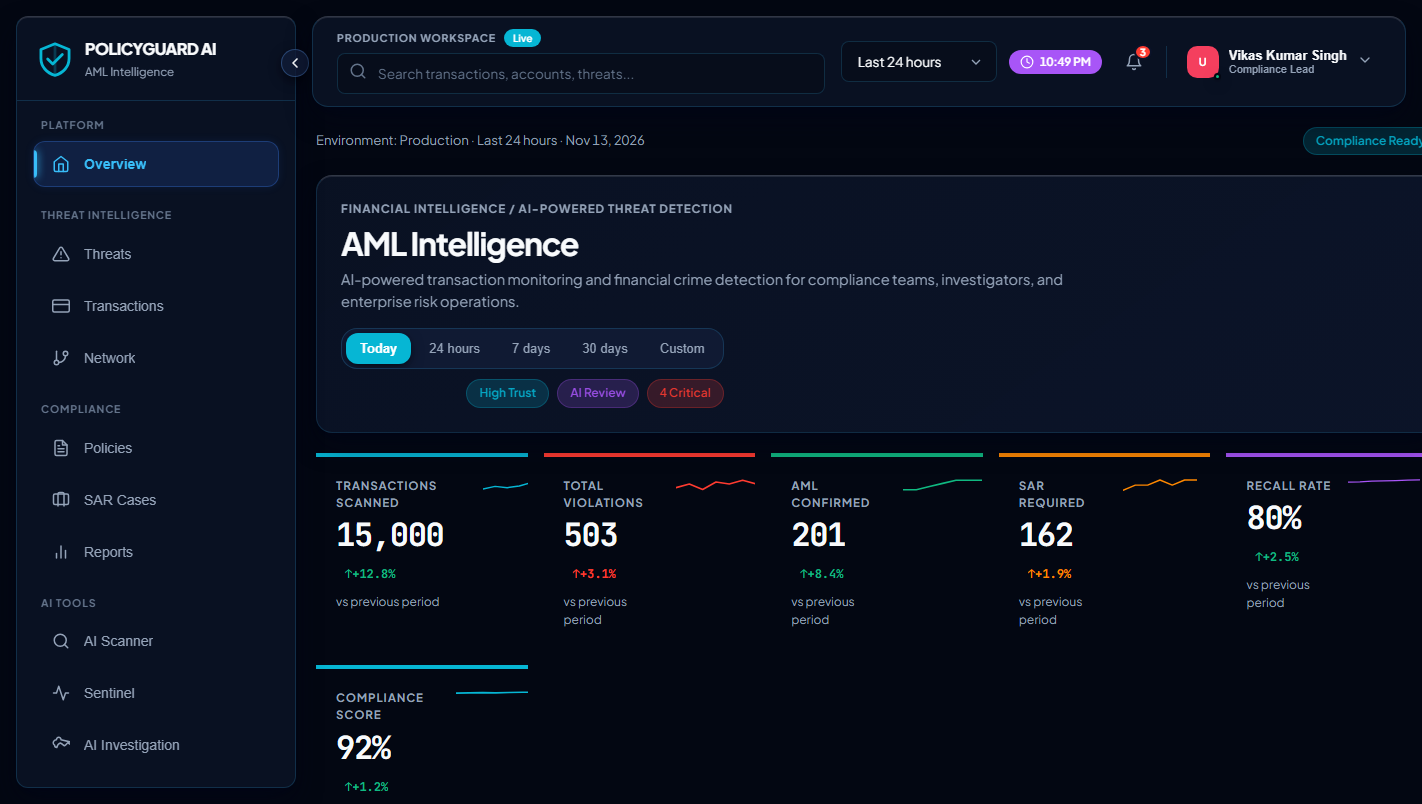 POLICYGUARD AI
AML Intelligence
PLATFORM
Overview
THREAT INTELLIGENCE
Threats
Transactions
Network
COMPLIANCE
Policies
SAR Cases
Reports
AI TOOLS
AI Scanner
Sentinel
AI Investigation
PRODUCTION WORKSPACE Live
Search transactions, accounts, threats...
Last 24 hours
10:49 PM
3
U
Vikas Kumar Singh
Compliance Lead
Environment: Production · Last 24 hours · Nov 13, 2026
Compliance Ready
FINANCIAL INTELLIGENCE / AI-POWERED THREAT DETECTION
AML Intelligence
AI-powered transaction monitoring and financial crime detection for compliance teams, investigators, and
enterprise risk operations.
Today 24 hours 7 days 30 days Custom
High Trust AI Review 4 Critical
TRANSACTIONS
SCANNED
15,000
↑+12.8%
vs previous period
TOTAL
VIOLATIONS
503
↑+3.1%
vs previous
period
AML
CONFIRMED
201
↑+8.4%
vs previous
period
SAR
REQUIRED
162
↑+1.9%
vs previous
period
RECALL RATE
80%
↑+2.5%
vs previous
period
COMPLIANCE
SCORE
92%
↑+1.2%